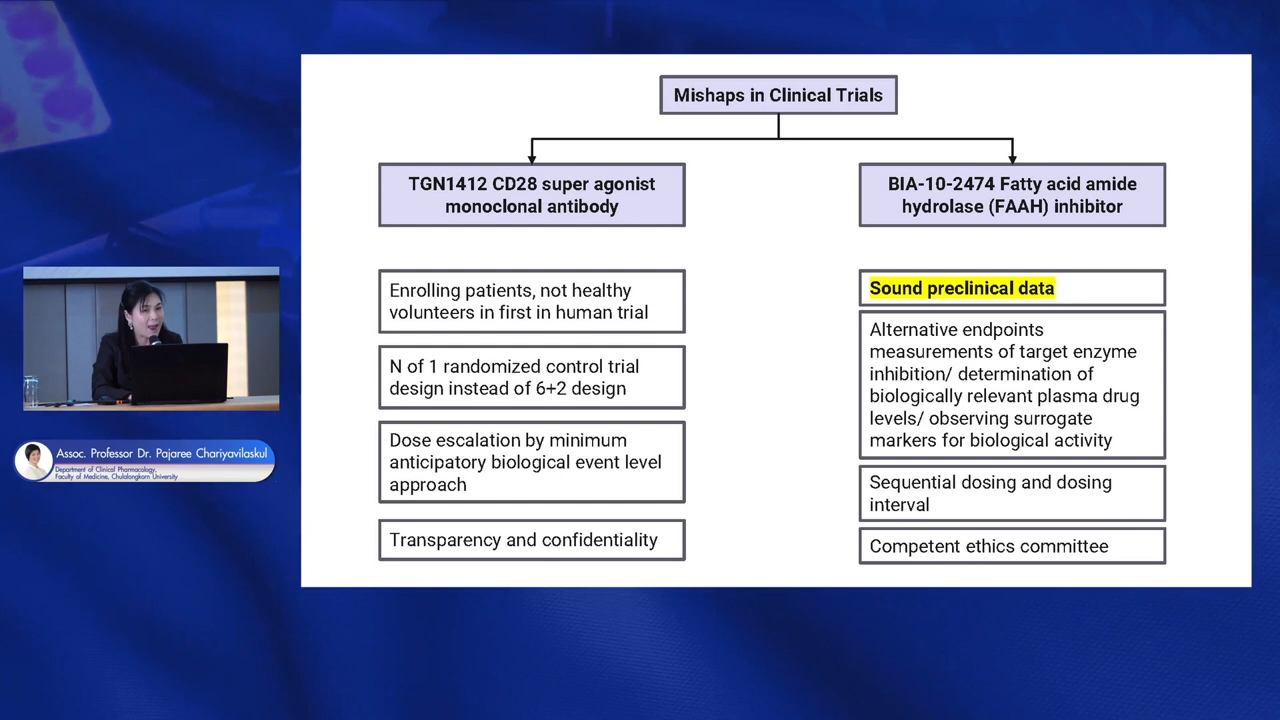 Mishaps in Clinical Trials
TGN1412 CD28 super agonist
monoclonal antibody
BIA-10-2474 Fatty acid amide
hydrolase (FAAH) inhibitor
Enrolling patients, not healthy
volunteers in first in human trial
N of 1 randomized control trial
design instead of 6+2 design
Dose escalation by minimum
anticipatory biological event level
approach
Transparency and confidentiality
Sound preclinical data
Alternative endpoints
measurements of target enzyme
inhibition/ determination of
biologically relevant plasma drug
levels/ observing surrogate
markers for biological activity
Sequential dosing and dosing
interval
Competent ethics committee
Assoc. Professor Dr. Pajaree Chariyavilaskul
Department of Clinical Pharmacology,
Faculty of Medicine, Chulalongkorn University